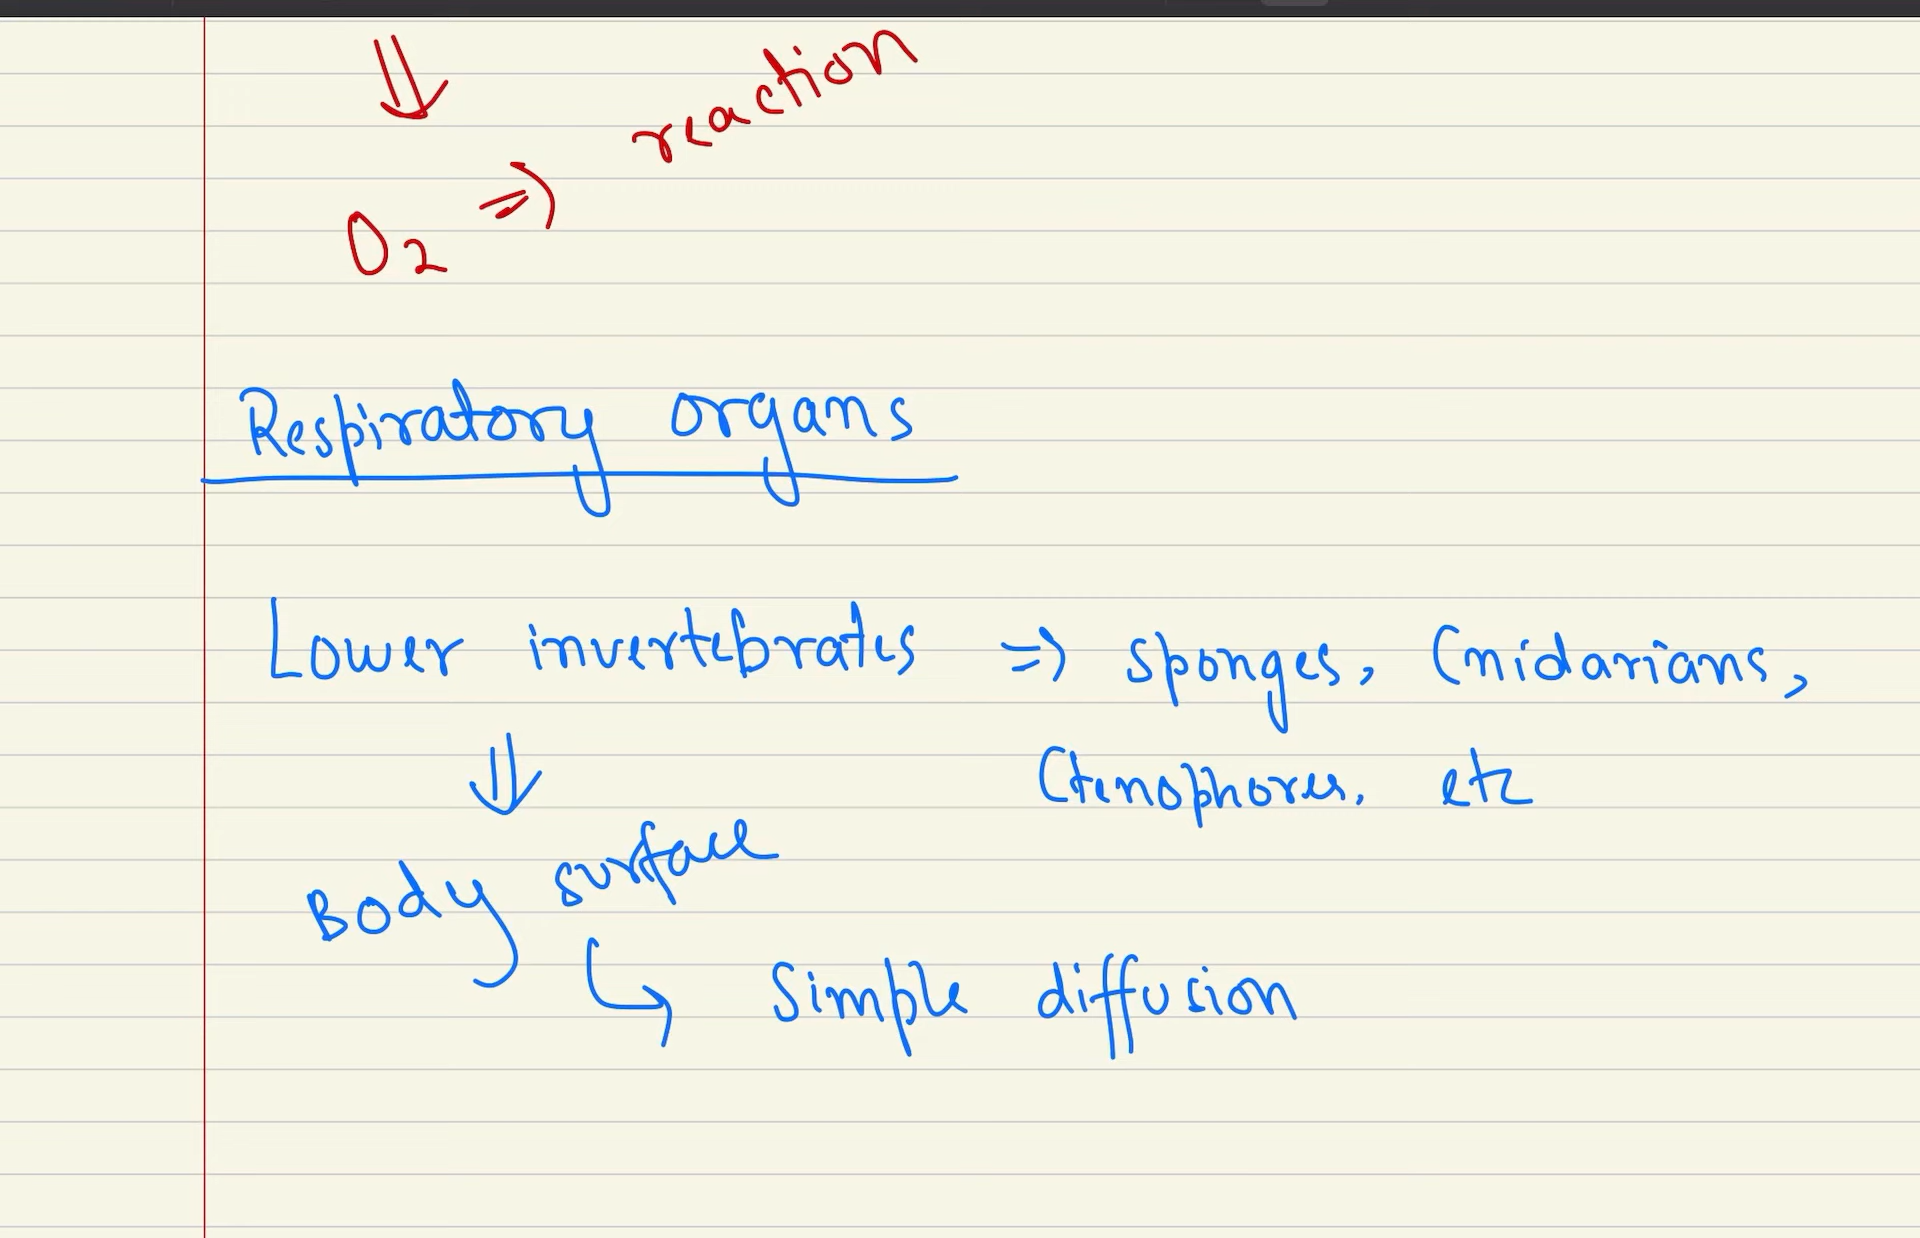 ⇓
O₂ ⇒ reaction
Respiratory organs
Lower invertebrates ⇒ sponges, Cnidarians,
⇓ Ctenophores, etc
Body surface
↳ Simple diffusion